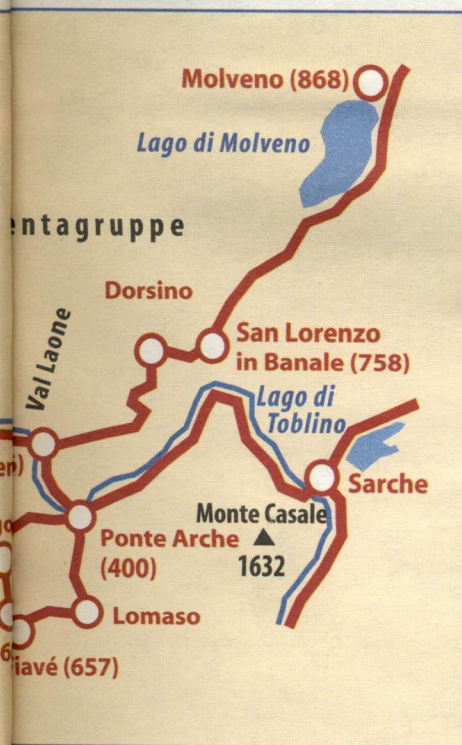 Molveno (868)
Lago di Molveno
entagruppe
Dorsino
Val Laone
San Lorenzo
in Banale (758)
Lago di
Toblino
Sarche
Monte Casale
1632
Ponte Arche
(400)
Lomaso
iavé (657)